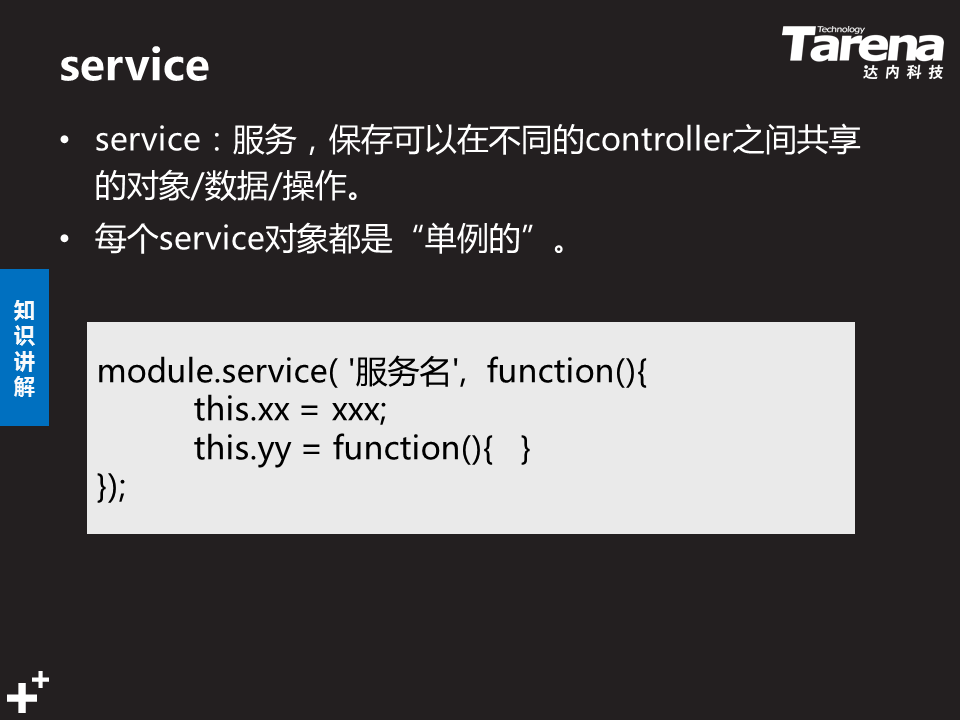 service
Technology
Tarena
达内科技
• service：服务，保存可以在不同的controller之间共享
的对象/数据/操作。
• 每个service对象都是“单例的”。
知
识
讲
解
module.service( '服务名', function(){
this.xx = xxx;
this.yy = function(){ }
});